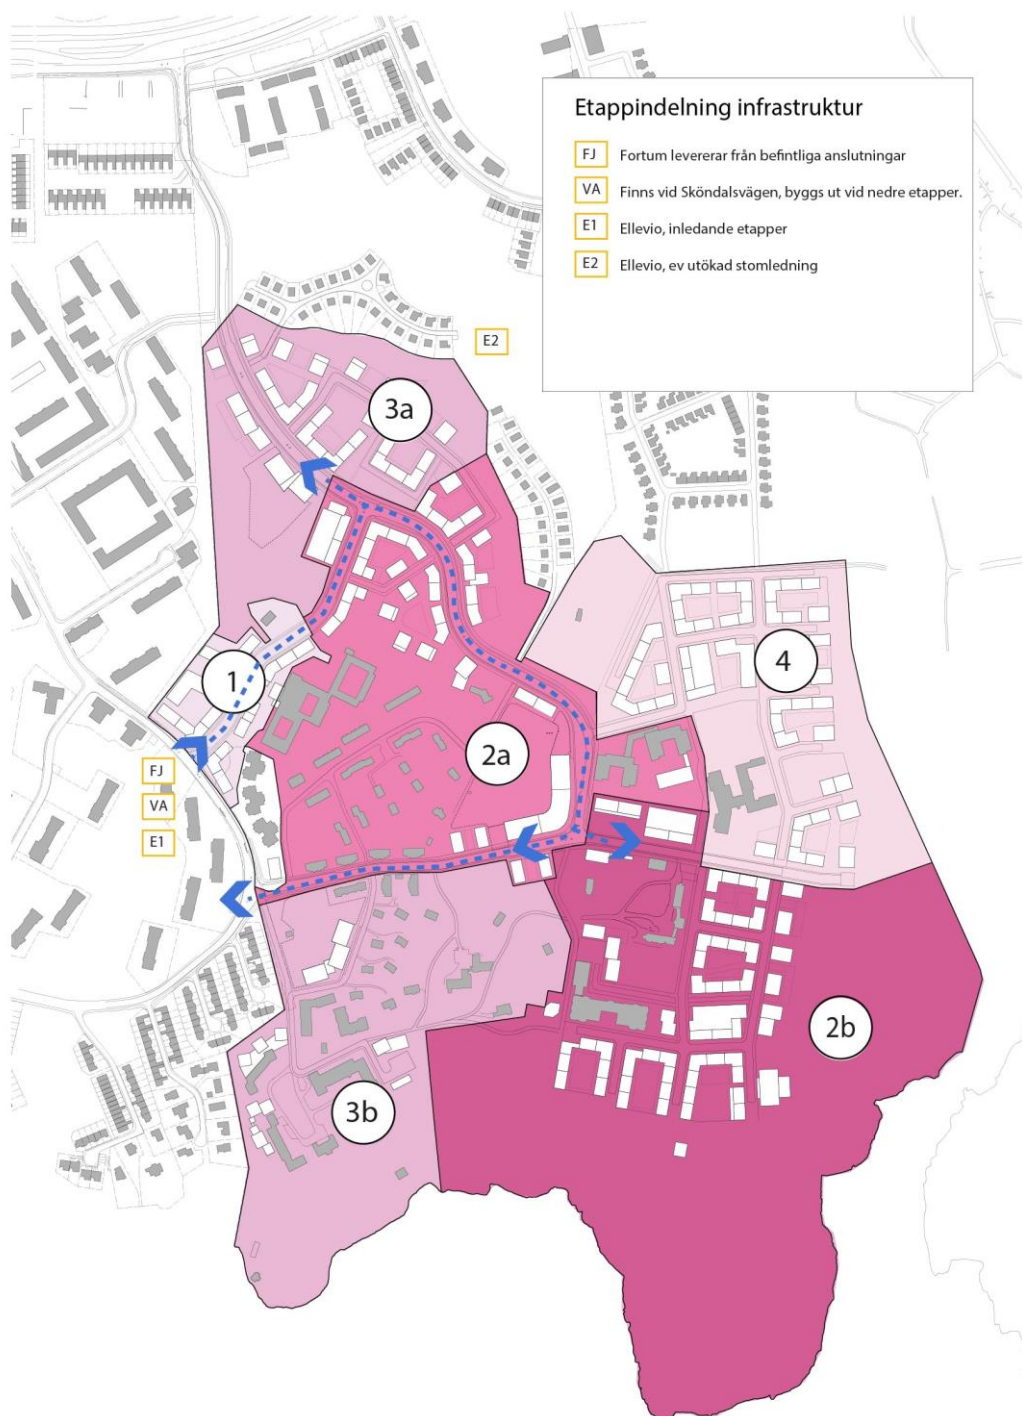 Etappindelning infrastruktur
FJ Fortum levererar från befintliga anslutningar
VA Finns vid Sköndalsvägen, byggs ut vid nedre etapper.
E1 Ellevio, inledande etapper
E2 Ellevio, ev utökad stomledning
E2
3a
1
4
2a
FJ
VA
E1
2b
3b